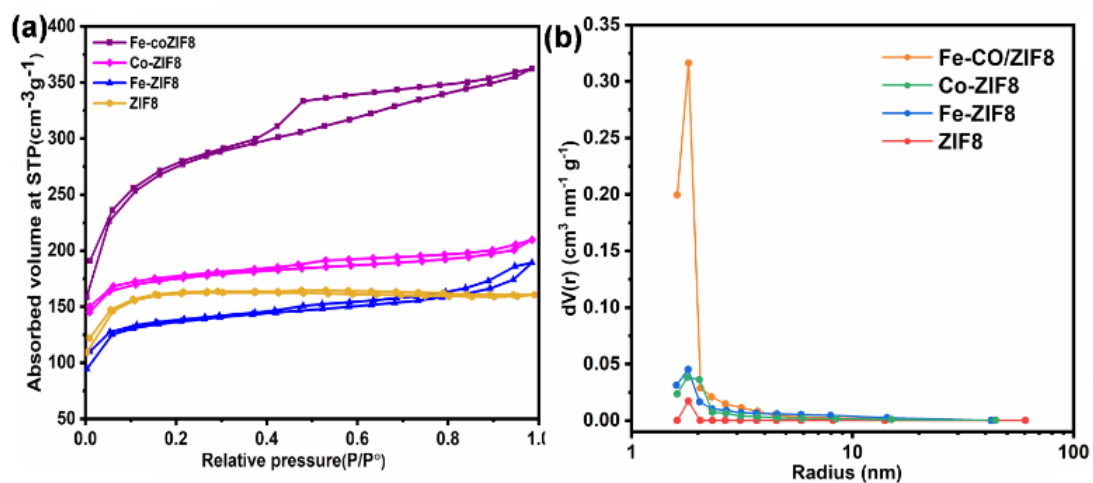 (a)
400
350
300
250
200
150
100
50
Absorbed volume at STP(cm⁻³g⁻¹)
Fe-coZIF8
Co-ZIF8
Fe-ZIF8
ZIF8
0.0 0.2 0.4 0.6 0.8 1.0
Relative pressure(P/P°)
(b)
0.35
0.30
0.25
0.20
0.15
0.10
0.05
0.00
dV(r) (cm³ nm⁻¹ g⁻¹)
Fe-CO/ZIF8
Co-ZIF8
Fe-ZIF8
ZIF8
1 10 100
Radius (nm)